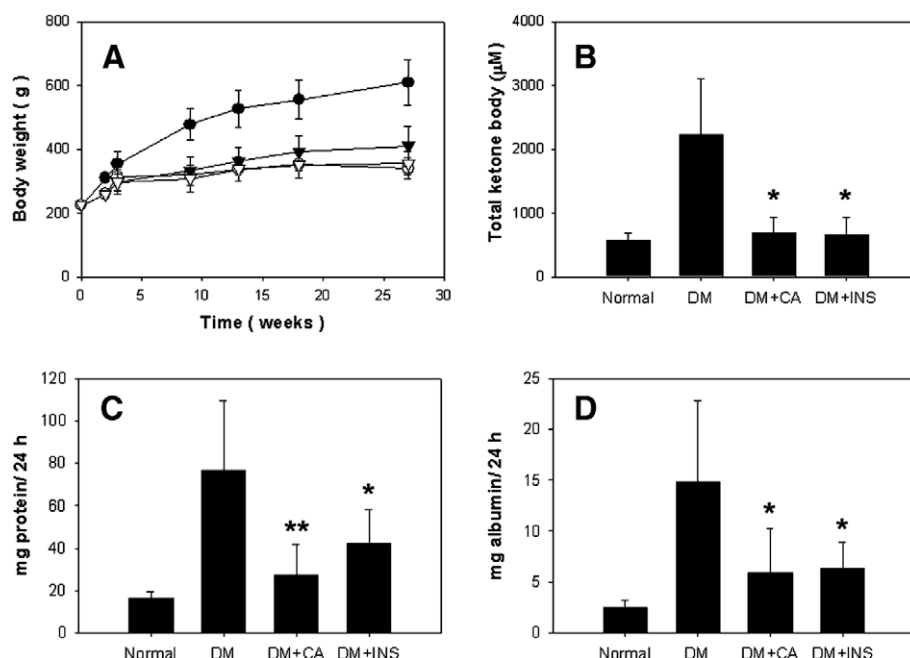 A
Body weight ( g )
800
600
400
200
0
0 5 10 15 20 25 30
Time ( weeks )
B
Total ketone body (μM)
4000
3000
2000
1000
0
* *
Normal DM DM+CA DM+INS
C
mg protein/ 24 h
120
100
80
60
40
20
0
** *
Normal DM DM+CA DM+INS
D
mg albumin/ 24 h
25
20
15
10
5
0
* *
Normal DM DM+CA DM+INS